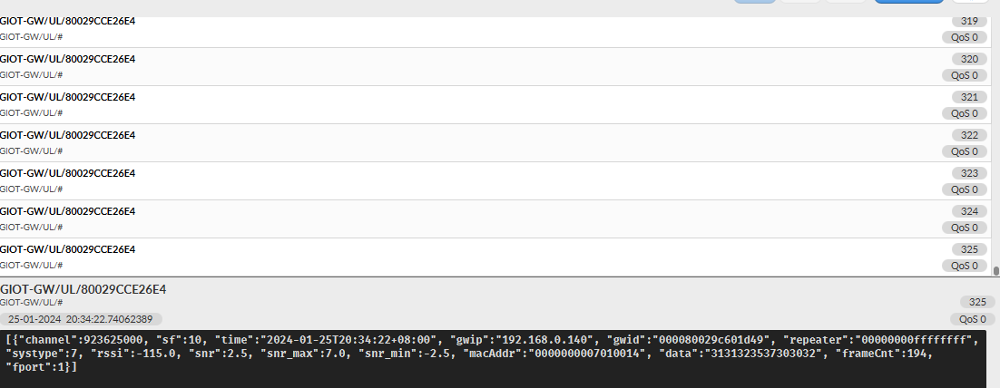 GIOT-GW/UL/80029CCE26E4 319
GIOT-GW/UL/# QoS 0
GIOT-GW/UL/80029CCE26E4 320
GIOT-GW/UL/# QoS 0
GIOT-GW/UL/80029CCE26E4 321
GIOT-GW/UL/# QoS 0
GIOT-GW/UL/80029CCE26E4 322
GIOT-GW/UL/# QoS 0
GIOT-GW/UL/80029CCE26E4 323
GIOT-GW/UL/# QoS 0
GIOT-GW/UL/80029CCE26E4 324
GIOT-GW/UL/# QoS 0
GIOT-GW/UL/80029CCE26E4 325
GIOT-GW/UL/# QoS 0
GIOT-GW/UL/80029CCE26E4
GIOT-GW/UL/# 325
25-01-2024 20:34:22.74062389 QoS 0
[{"channel":923625000, "sf":10, "time":"2024-01-25T20:34:22+08:00", "gwip":"192.168.0.140", "gwid":"000080029c601d49", "repeater":"00000000ffffffff",
"systype":7, "rssi":-115.0, "snr":2.5, "snr_max":7.0, "snr_min":-2.5, "macAddr":"0000000007010014", "data":"3131323537303032", "frameCnt":194,
"fport":1}]